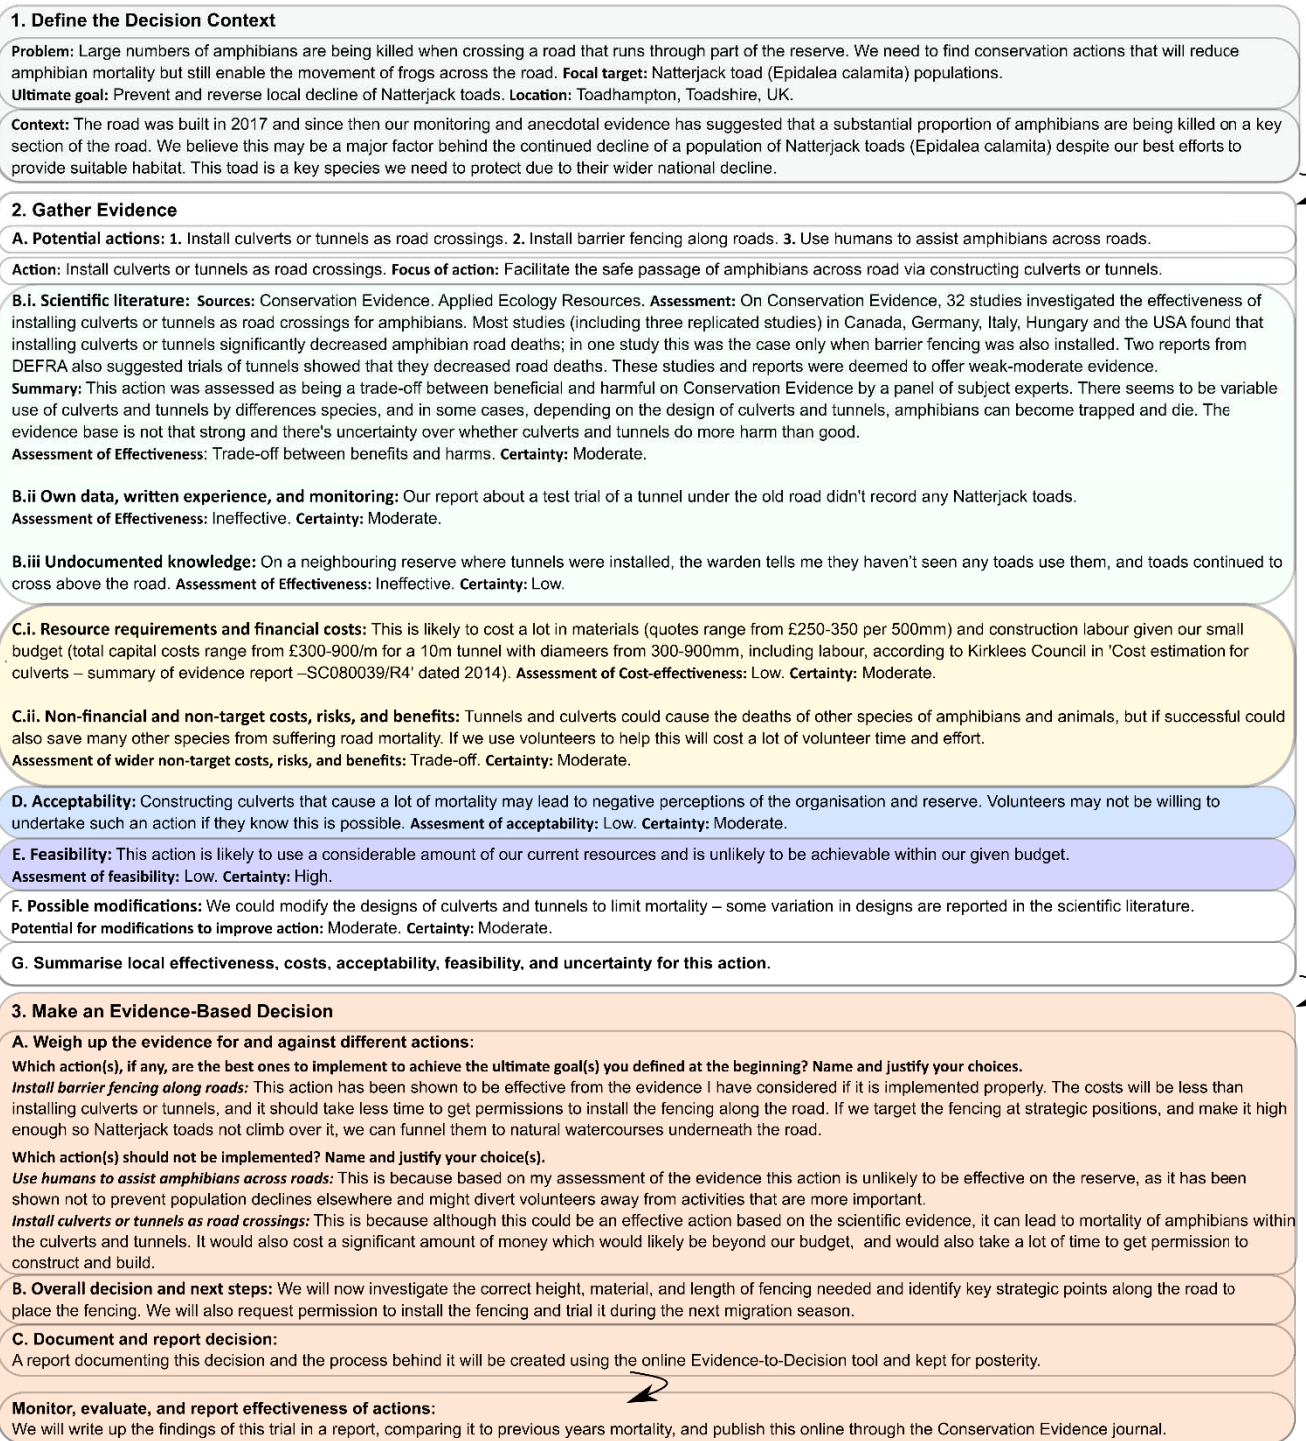 1. Define the Decision Context
Problem: Large numbers of amphibians are being killed when crossing a road that runs through part of the reserve. We need to find conservation actions that will reduce
amphibian mortality but still enable the movement of frogs across the road. Focal target: Natterjack toad (Epidalea calamita) populations.
Ultimate goal: Prevent and reverse local decline of Natterjack toads. Location: Toadhampton, Toadshire, UK.
Context: The road was built in 2017 and since then our monitoring and anecdotal evidence has suggested that a substantial proportion of amphibians are being killed on a key
section of the road. We believe this may be a major factor behind the continued decline of a population of Natterjack toads (Epidalea calamita) despite our best efforts to
provide suitable habitat. This toad is a key species we need to protect due to their wider national decline.
2. Gather Evidence
A. Potential actions: 1. Install culverts or tunnels as road crossings. 2. Install barrier fencing along roads. 3. Use humans to assist amphibians across roads.
Action: Install culverts or tunnels as road crossings. Focus of action: Facilitate the safe passage of amphibians across road via constructing culverts or tunnels.
B.i. Scientific literature: Sources: Conservation Evidence. Applied Ecology Resources. Assessment: On Conservation Evidence, 32 studies investigated the effectiveness of
installing culverts or tunnels as road crossings for amphibians. Most studies (including three replicated studies) in Canada, Germany, Italy, Hungary and the USA found that
installing culverts or tunnels significantly decreased amphibian road deaths; in one study this was the case only when barrier fencing was also installed. Two reports from
DEFRA also suggested trials of tunnels showed that they decreased road deaths. These studies and reports were deemed to offer weak-moderate evidence.
Summary: This action was assessed as being a trade-off between beneficial and harmful on Conservation Evidence by a panel of subject experts. There seems to be variable
use of culverts and tunnels by differences species, and in some cases, depending on the design of culverts and tunnels, amphibians can become trapped and die. The
evidence base is not that strong and there's uncertainty over whether culverts and tunnels do more harm than good.
Assessment of Effectiveness: Trade-off between benefits and harms. Certainty: Moderate.
B.ii Own data, written experience, and monitoring: Our report about a test trial of a tunnel under the old road didn't record any Natterjack toads.
Assessment of Effectiveness: Ineffective. Certainty: Moderate.
B.iii Undocumented knowledge: On a neighbouring reserve where tunnels were installed, the warden tells me they haven't seen any toads use them, and toads continued to
cross above the road. Assessment of Effectiveness: Ineffective. Certainty: Low.
C.i. Resource requirements and financial costs: This is likely to cost a lot in materials (quotes range from £250-350 per 500mm) and construction labour given our small
budget (total capital costs range from £300-900/m for a 10m tunnel with diameers from 300-900mm, including labour, according to Kirklees Council in 'Cost estimation for
culverts – summary of evidence report –SC080039/R4' dated 2014). Assessment of Cost-effectiveness: Low. Certainty: Moderate.
C.ii. Non-financial and non-target costs, risks, and benefits: Tunnels and culverts could cause the deaths of other species of amphibians and animals, but if successful could
also save many other species from suffering road mortality. If we use volunteers to help this will cost a lot of volunteer time and effort.
Assessment of wider non-target costs, risks, and benefits: Trade-off. Certainty: Moderate.
D. Acceptability: Constructing culverts that cause a lot of mortality may lead to negative perceptions of the organisation and reserve. Volunteers may not be willing to
undertake such an action if they know this is possible. Assesment of acceptability: Low. Certainty: Moderate.
E. Feasibility: This action is likely to use a considerable amount of our current resources and is unlikely to be achievable within our given budget.
Assesment of feasibility: Low. Certainty: High.
F. Possible modifications: We could modify the designs of culverts and tunnels to limit mortality – some variation in designs are reported in the scientific literature.
Potential for modifications to improve action: Moderate. Certainty: Moderate.
G. Summarise local effectiveness, costs, acceptability, feasibility, and uncertainty for this action.
3. Make an Evidence-Based Decision
A. Weigh up the evidence for and against different actions:
Which action(s), if any, are the best ones to implement to achieve the ultimate goal(s) you defined at the beginning? Name and justify your choices.
Install barrier fencing along roads: This action has been shown to be effective from the evidence I have considered if it is implemented properly. The costs will be less than
installing culverts or tunnels, and it should take less time to get permissions to install the fencing along the road. If we target the fencing at strategic positions, and make it high
enough so Natterjack toads not climb over it, we can funnel them to natural watercourses underneath the road.
Which action(s) should not be implemented? Name and justify your choice(s).
Use humans to assist amphibians across roads: This is because based on my assessment of the evidence this action is unlikely to be effective on the reserve, as it has been
shown not to prevent population declines elsewhere and might divert volunteers away from activities that are more important.
Install culverts or tunnels as road crossings: This is because although this could be an effective action based on the scientific evidence, it can lead to mortality of amphibians within
the culverts and tunnels. It would also cost a significant amount of money which would likely be beyond our budget, and would also take a lot of time to get permission to
construct and build.
B. Overall decision and next steps: We will now investigate the correct height, material, and length of fencing needed and identify key strategic points along the road to
place the fencing. We will also request permission to install the fencing and trial it during the next migration season.
C. Document and report decision:
A report documenting this decision and the process behind it will be created using the online Evidence-to-Decision tool and kept for posterity.
Monitor, evaluate, and report effectiveness of actions:
We will write up the findings of this trial in a report, comparing it to previous years mortality, and publish this online through the Conservation Evidence journal.